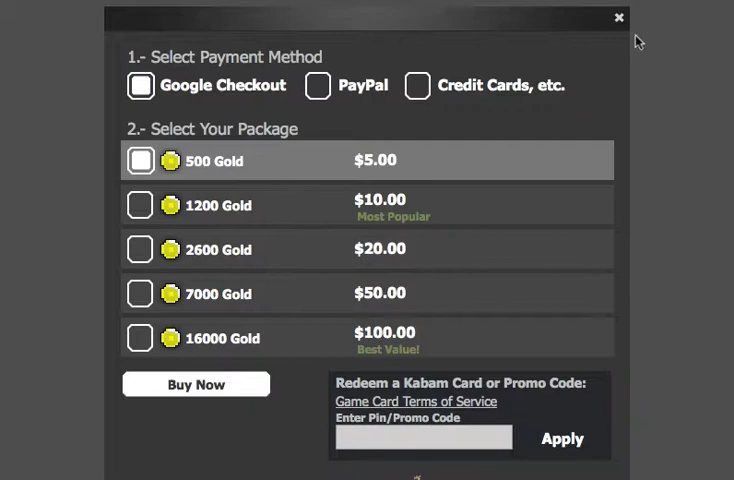 1.- Select Payment Method
Google Checkout PayPal Credit Cards, etc.
2.- Select Your Package
500 Gold $5.00
1200 Gold $10.00
Most Popular
2600 Gold $20.00
7000 Gold $50.00
16000 Gold $100.00
Best Value!
Buy Now
Redeem a Kabam Card or Promo Code:
Game Card Terms of Service
Enter Pin/Promo Code
Apply